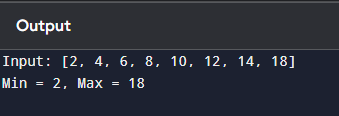 Output
Input: [2, 4, 6, 8, 10, 12, 14, 18]
Min = 2, Max = 18